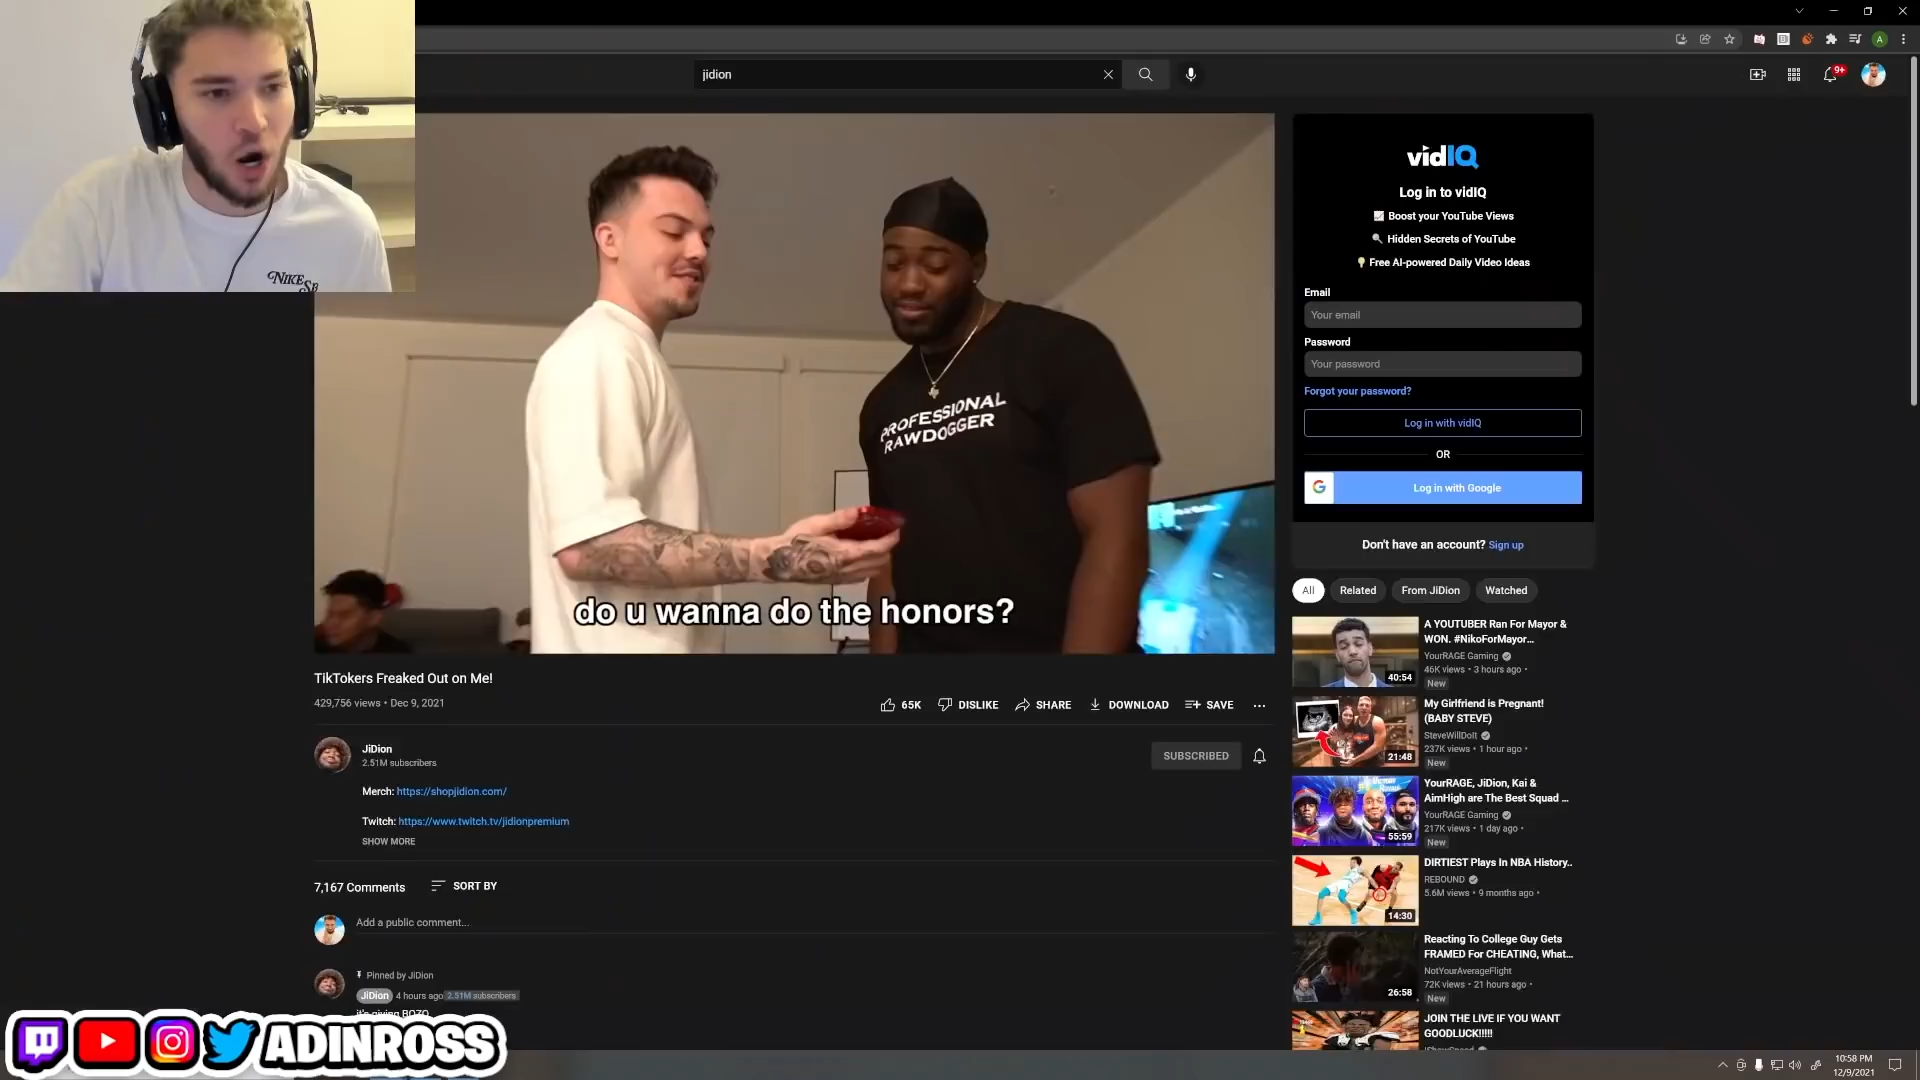 jidion
9+
NIKE SB
PROFESSIONAL
RAWDOGGER
do u wanna do the honors?
TikTokers Freaked Out on Me!
429,756 views • Dec 9, 2021
65K
DISLIKE
SHARE
DOWNLOAD
SAVE
JiDion
2.51M subscribers
SUBSCRIBED
Merch: https://shopjidion.com/
Twitch: https://www.twitch.tv/jidionpremium
SHOW MORE
7,167 Comments
SORT BY
Add a public comment...
Pinned by JiDion
JiDion 4 hours ago 2.51M subscribers
it's giving BOZO
ADINROSS
vidIQ
Log in to vidIQ
Boost your YouTube Views
Hidden Secrets of YouTube
Free AI-powered Daily Video Ideas
Email
Your email
Password
Your password
Forgot your password?
Log in with vidIQ
OR
G
Log in with Google
Don't have an account? Sign up
All
Related
From JiDion
Watched
A YOUTUBER Ran For Mayor &
WON. #NikoForMayor...
YourRAGE Gaming
46K views • 3 hours ago •
New
40:54
My Girlfriend is Pregnant!
(BABY STEVE)
SteveWillDoIt
237K views • 1 hour ago •
New
21:48
YourRAGE, JiDion, Kai &
AimHigh are The Best Squad ...
YourRAGE Gaming
217K views • 1 day ago •
New
55:59
DIRTIEST Plays In NBA History..
REBOUND
5.6M views • 9 months ago •
14:30
Reacting To College Guy Gets
FRAMED For CHEATING, What...
NotYourAverageFlight
72K views • 21 hours ago •
New
26:58
JOIN THE LIVE IF YOU WANT
GOODLUCK!!!!!
IShowSpeed
A
10:58 PM
12/9/2021